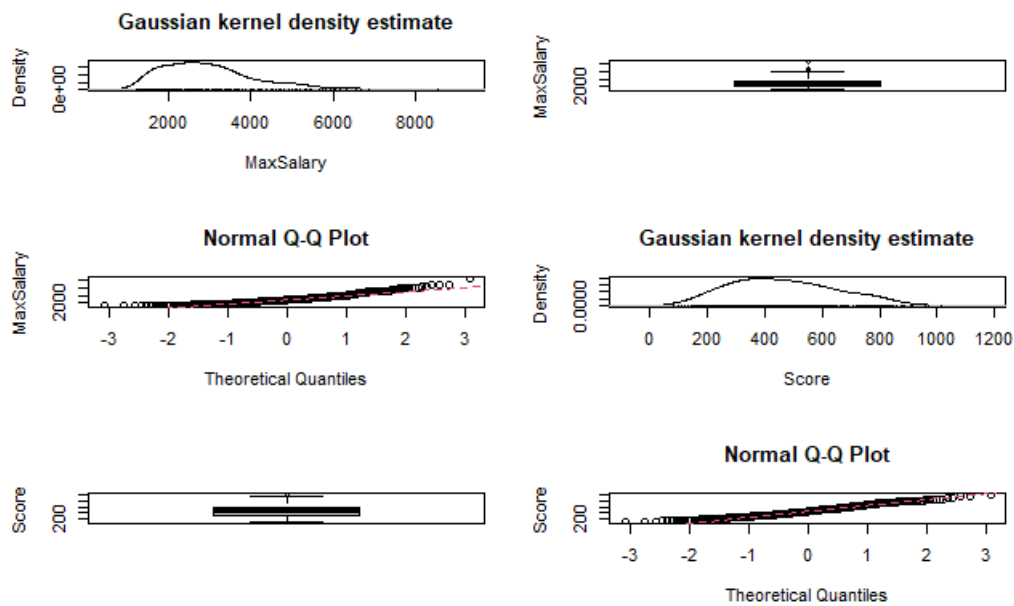 Gaussian kernel density estimate
Density
0e+00
2000 4000 6000 8000
MaxSalary
MaxSalary
2000
Normal Q-Q Plot
MaxSalary
2000
-3 -2 -1 0 1 2 3
Theoretical Quantiles
Gaussian kernel density estimate
Density
0.0000
0 200 400 600 800 1000 1200
Score
Score
200
Normal Q-Q Plot
Score
200
-3 -2 -1 0 1 2 3
Theoretical Quantiles